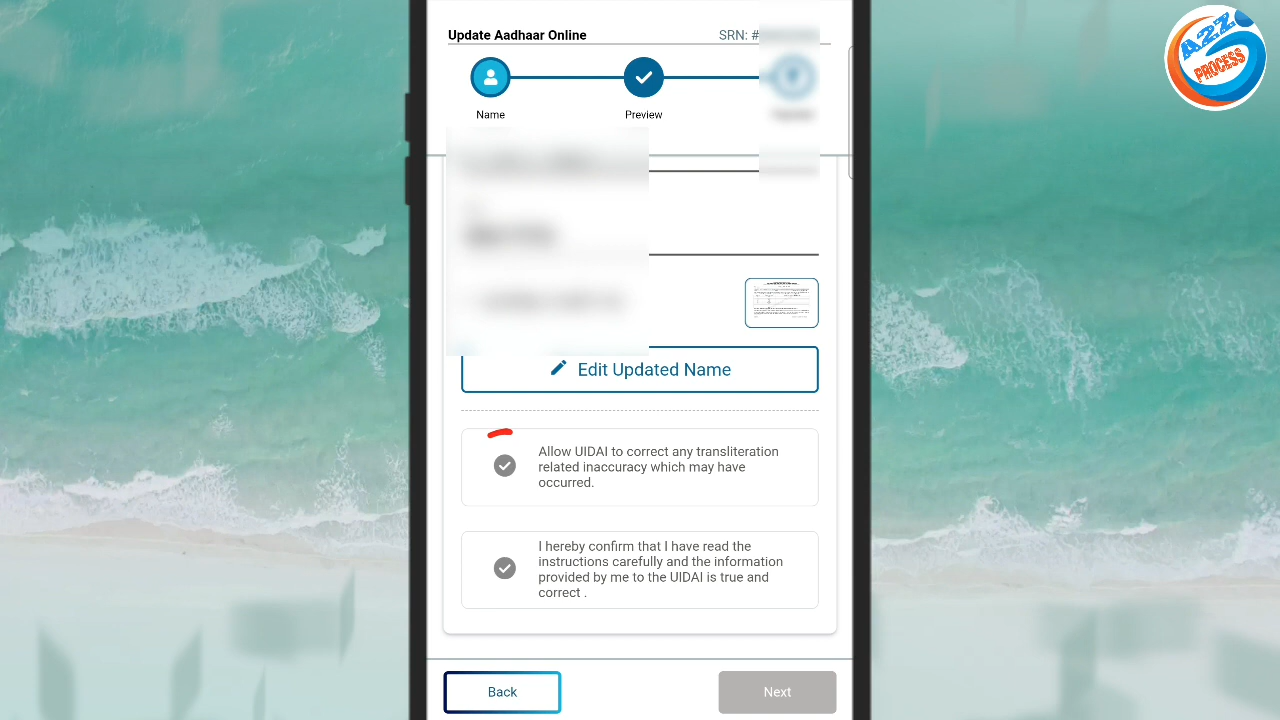 Update Aadhaar Online
SRN: #
Name
Preview
Edit Updated Name
Allow UIDAI to correct any transliteration
related inaccuracy which may have
occurred.
I hereby confirm that I have read the
instructions carefully and the information
provided by me to the UIDAI is true and
correct .
Back
Next
A2Z
PROCESS